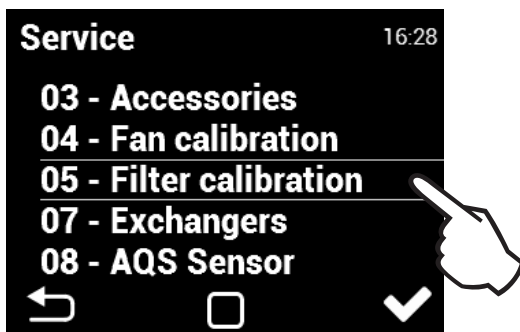 Service 16:28
03 - Accessories
04 - Fan calibration
05 - Filter calibration
07 - Exchangers
08 - AQS Sensor